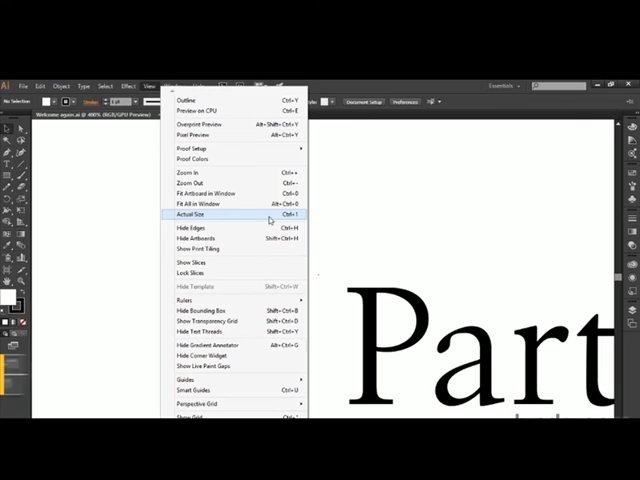 Ai File Edit Object Type Select Effect View
Essentials
No Selection Document Setup Preferences
Welcome again.ai @ 400% (RGB/GPU Preview)
Outline Ctrl+Y
Preview on CPU Ctrl+E
Overprint Preview Alt+Shift+Ctrl+Y
Pixel Preview Alt+Ctrl+Y
Proof Setup
Proof Colors
Zoom In Ctrl++
Zoom Out Ctrl+-
Fit Artboard in Window Ctrl+0
Fit All in Window Alt+Ctrl+0
Actual Size Ctrl+1
Hide Edges Ctrl+H
Hide Artboards Shift+Ctrl+H
Show Print Tiling
Show Slices
Lock Slices
Hide Template Shift+Ctrl+W
Rulers
Hide Bounding Box Shift+Ctrl+B
Show Transparency Grid Shift+Ctrl+D
Hide Text Threads Shift+Ctrl+Y
Hide Gradient Annotator Alt+Ctrl+G
Hide Corner Widget
Show Live Paint Gaps
Guides
Smart Guides Ctrl+U
Perspective Grid
Show Grid Ctrl+"
Part